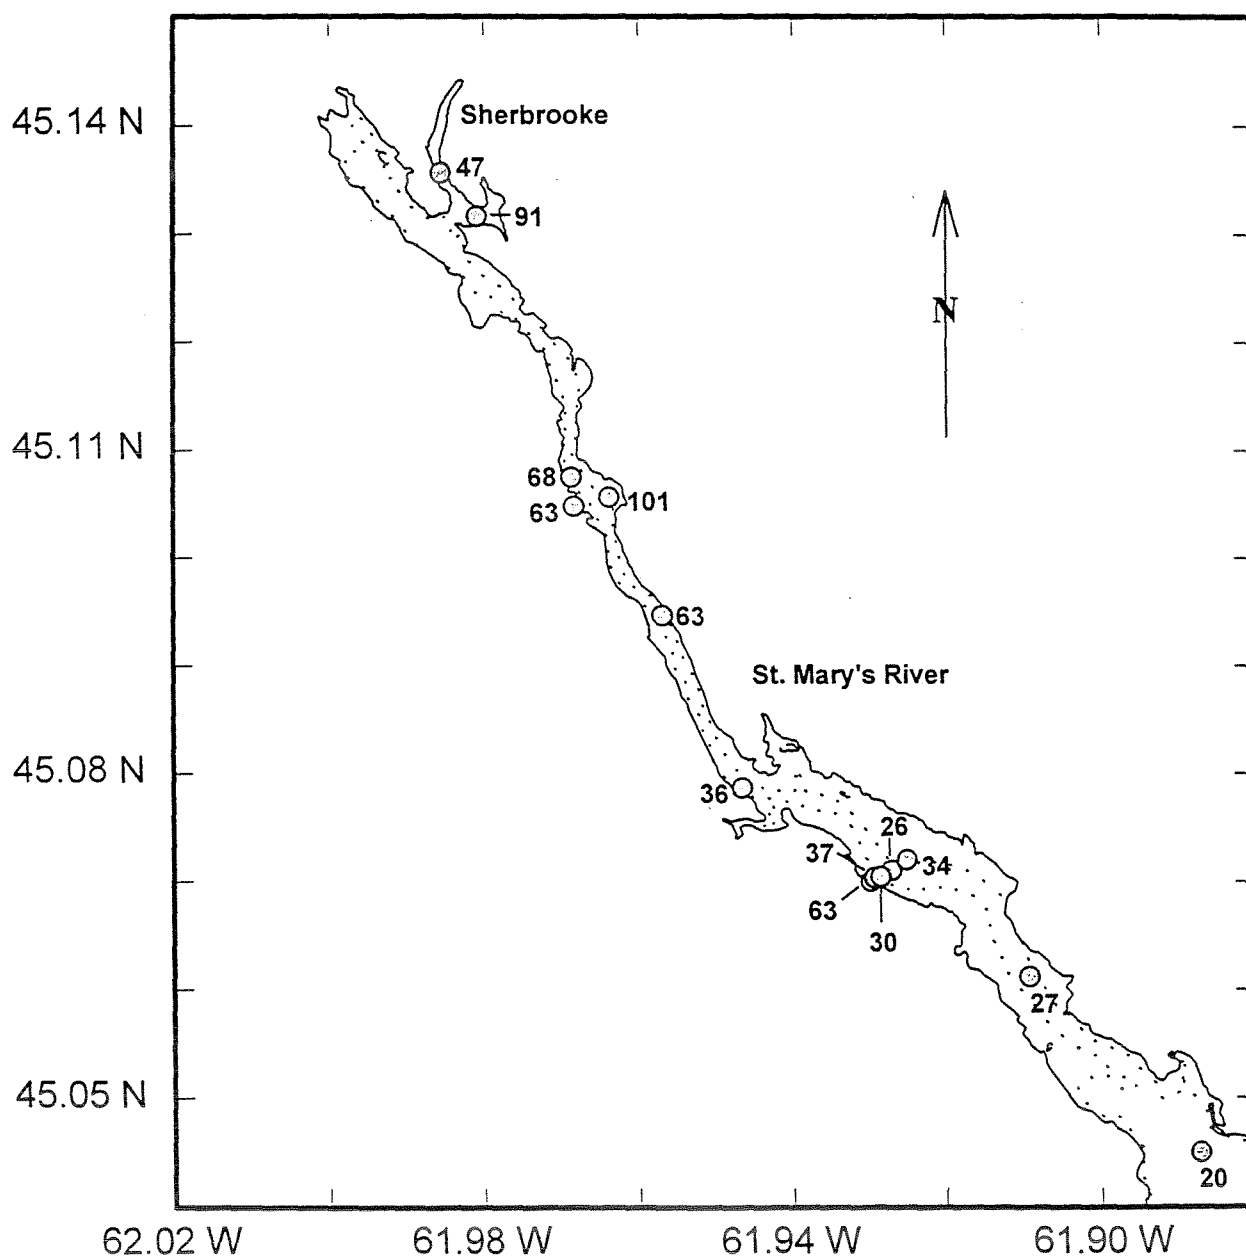 45.14 N
Sherbrooke
47
91
N
45.11 N
68
101
63
63
St. Mary's River
45.08 N
36
26
37
34
63
30
27
45.05 N
20
62.02 W
61.98 W
61.94 W
61.90 W